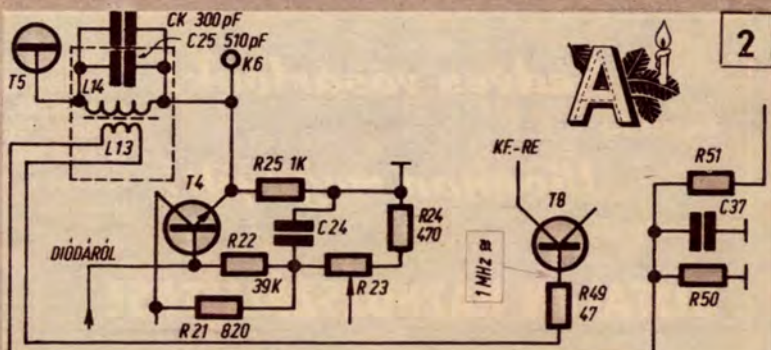 CK 300pF
C25 510pF
K6
2
T5
L14
L13
A
R25 1K
T4
C24
R24
470
KF.-RE
T8
R51
C37
DIÓDÁRÓL
R22
39K
R23
1 MHz
R49
47
R50
R21 820